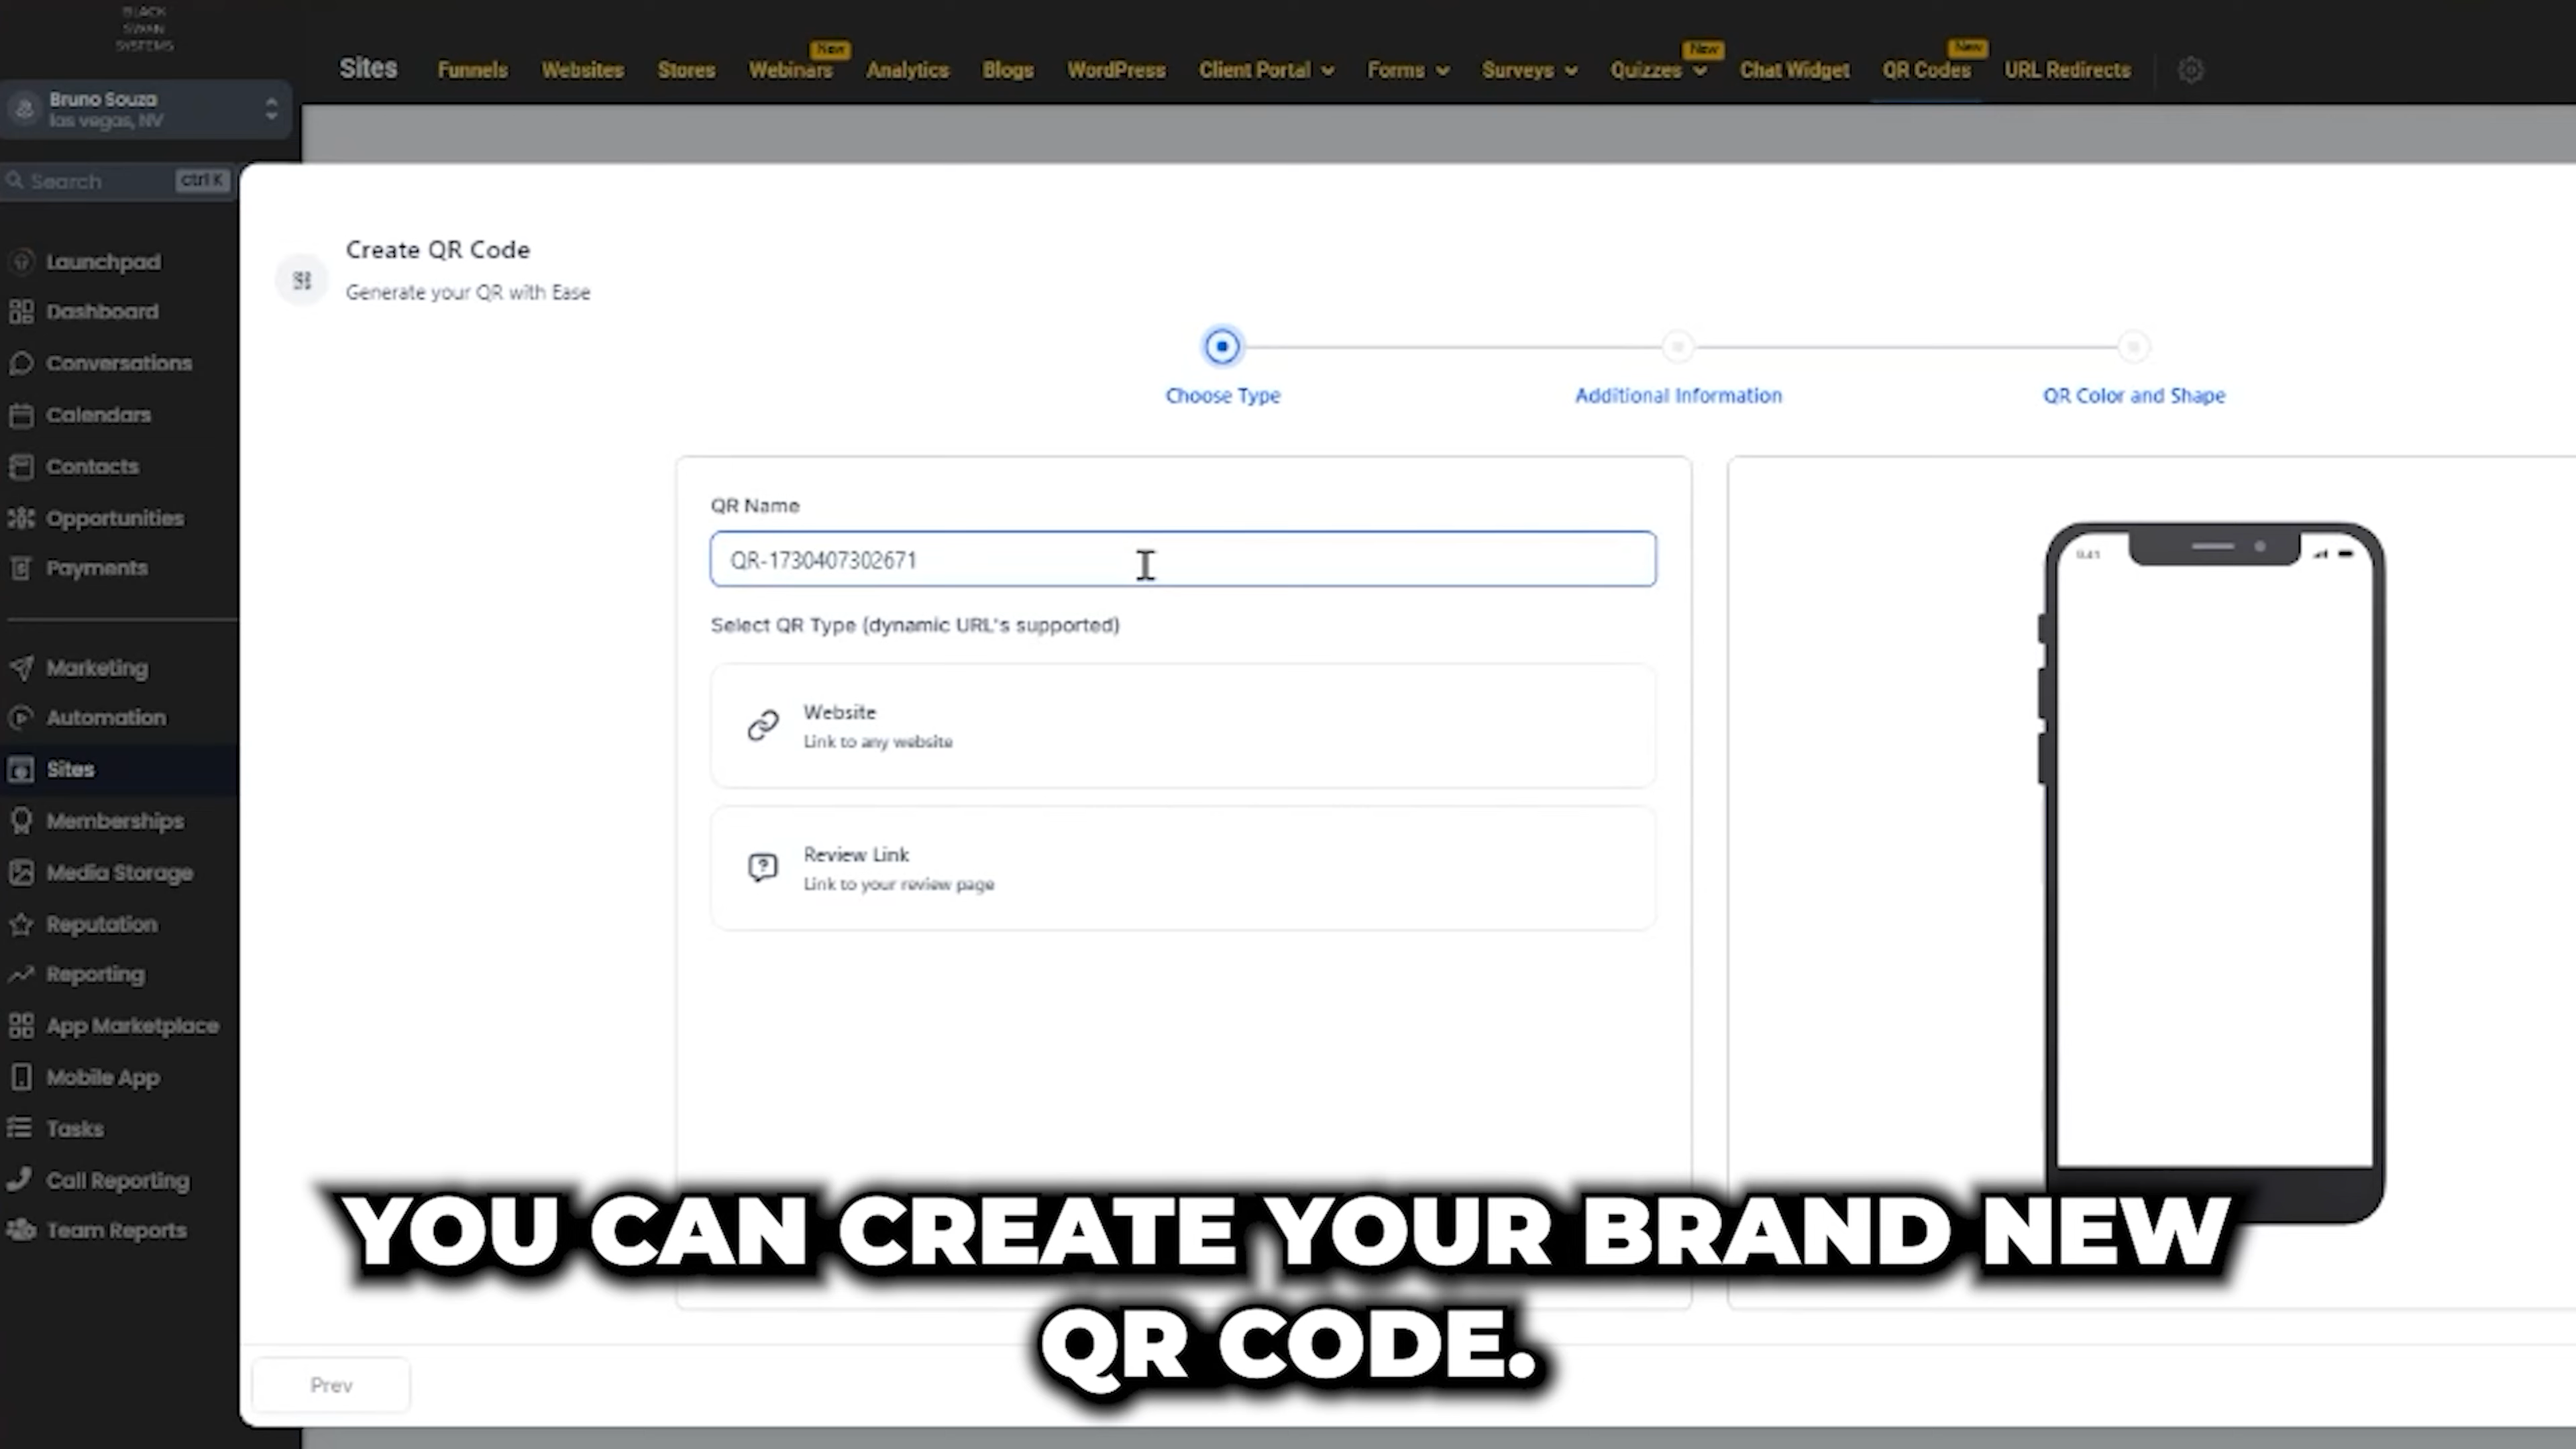 BLACK
SWAN
SYSTEMS
Sites
Funnels
Websites
Stores
Webinars
New
Analytics
Blogs
WordPress
Client Portal
Forms
Surveys
Quizzes
New
Chat Widget
QR Codes
New
URL Redirects
Bruno Souza
las vegas, NV
Search
ctrl K
Launchpad
Dashboard
Conversations
Calendars
Contacts
Opportunities
Payments
Marketing
Automation
Sites
Memberships
Media Storage
Reputation
Reporting
App Marketplace
Mobile App
Tasks
Call Reporting
Team Reports
Create QR Code
Generate your QR with Ease
Choose Type
Additional Information
QR Color and Shape
QR Name
QR-1730407302671
Select QR Type (dynamic URL's supported)
Website
Link to any website
Review Link
Link to your review page
9:41
YOU CAN CREATE YOUR BRAND NEW
QR CODE.
Prev